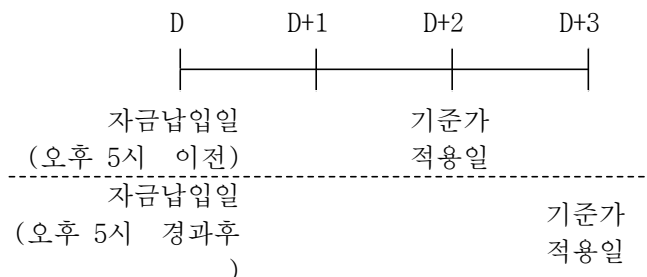 D D+1 D+2 D+3
자금납입일 기준가
(오후 5시 이전) 적용일
자금납입일
기준가
(오후 5시 경과후
적용일
)